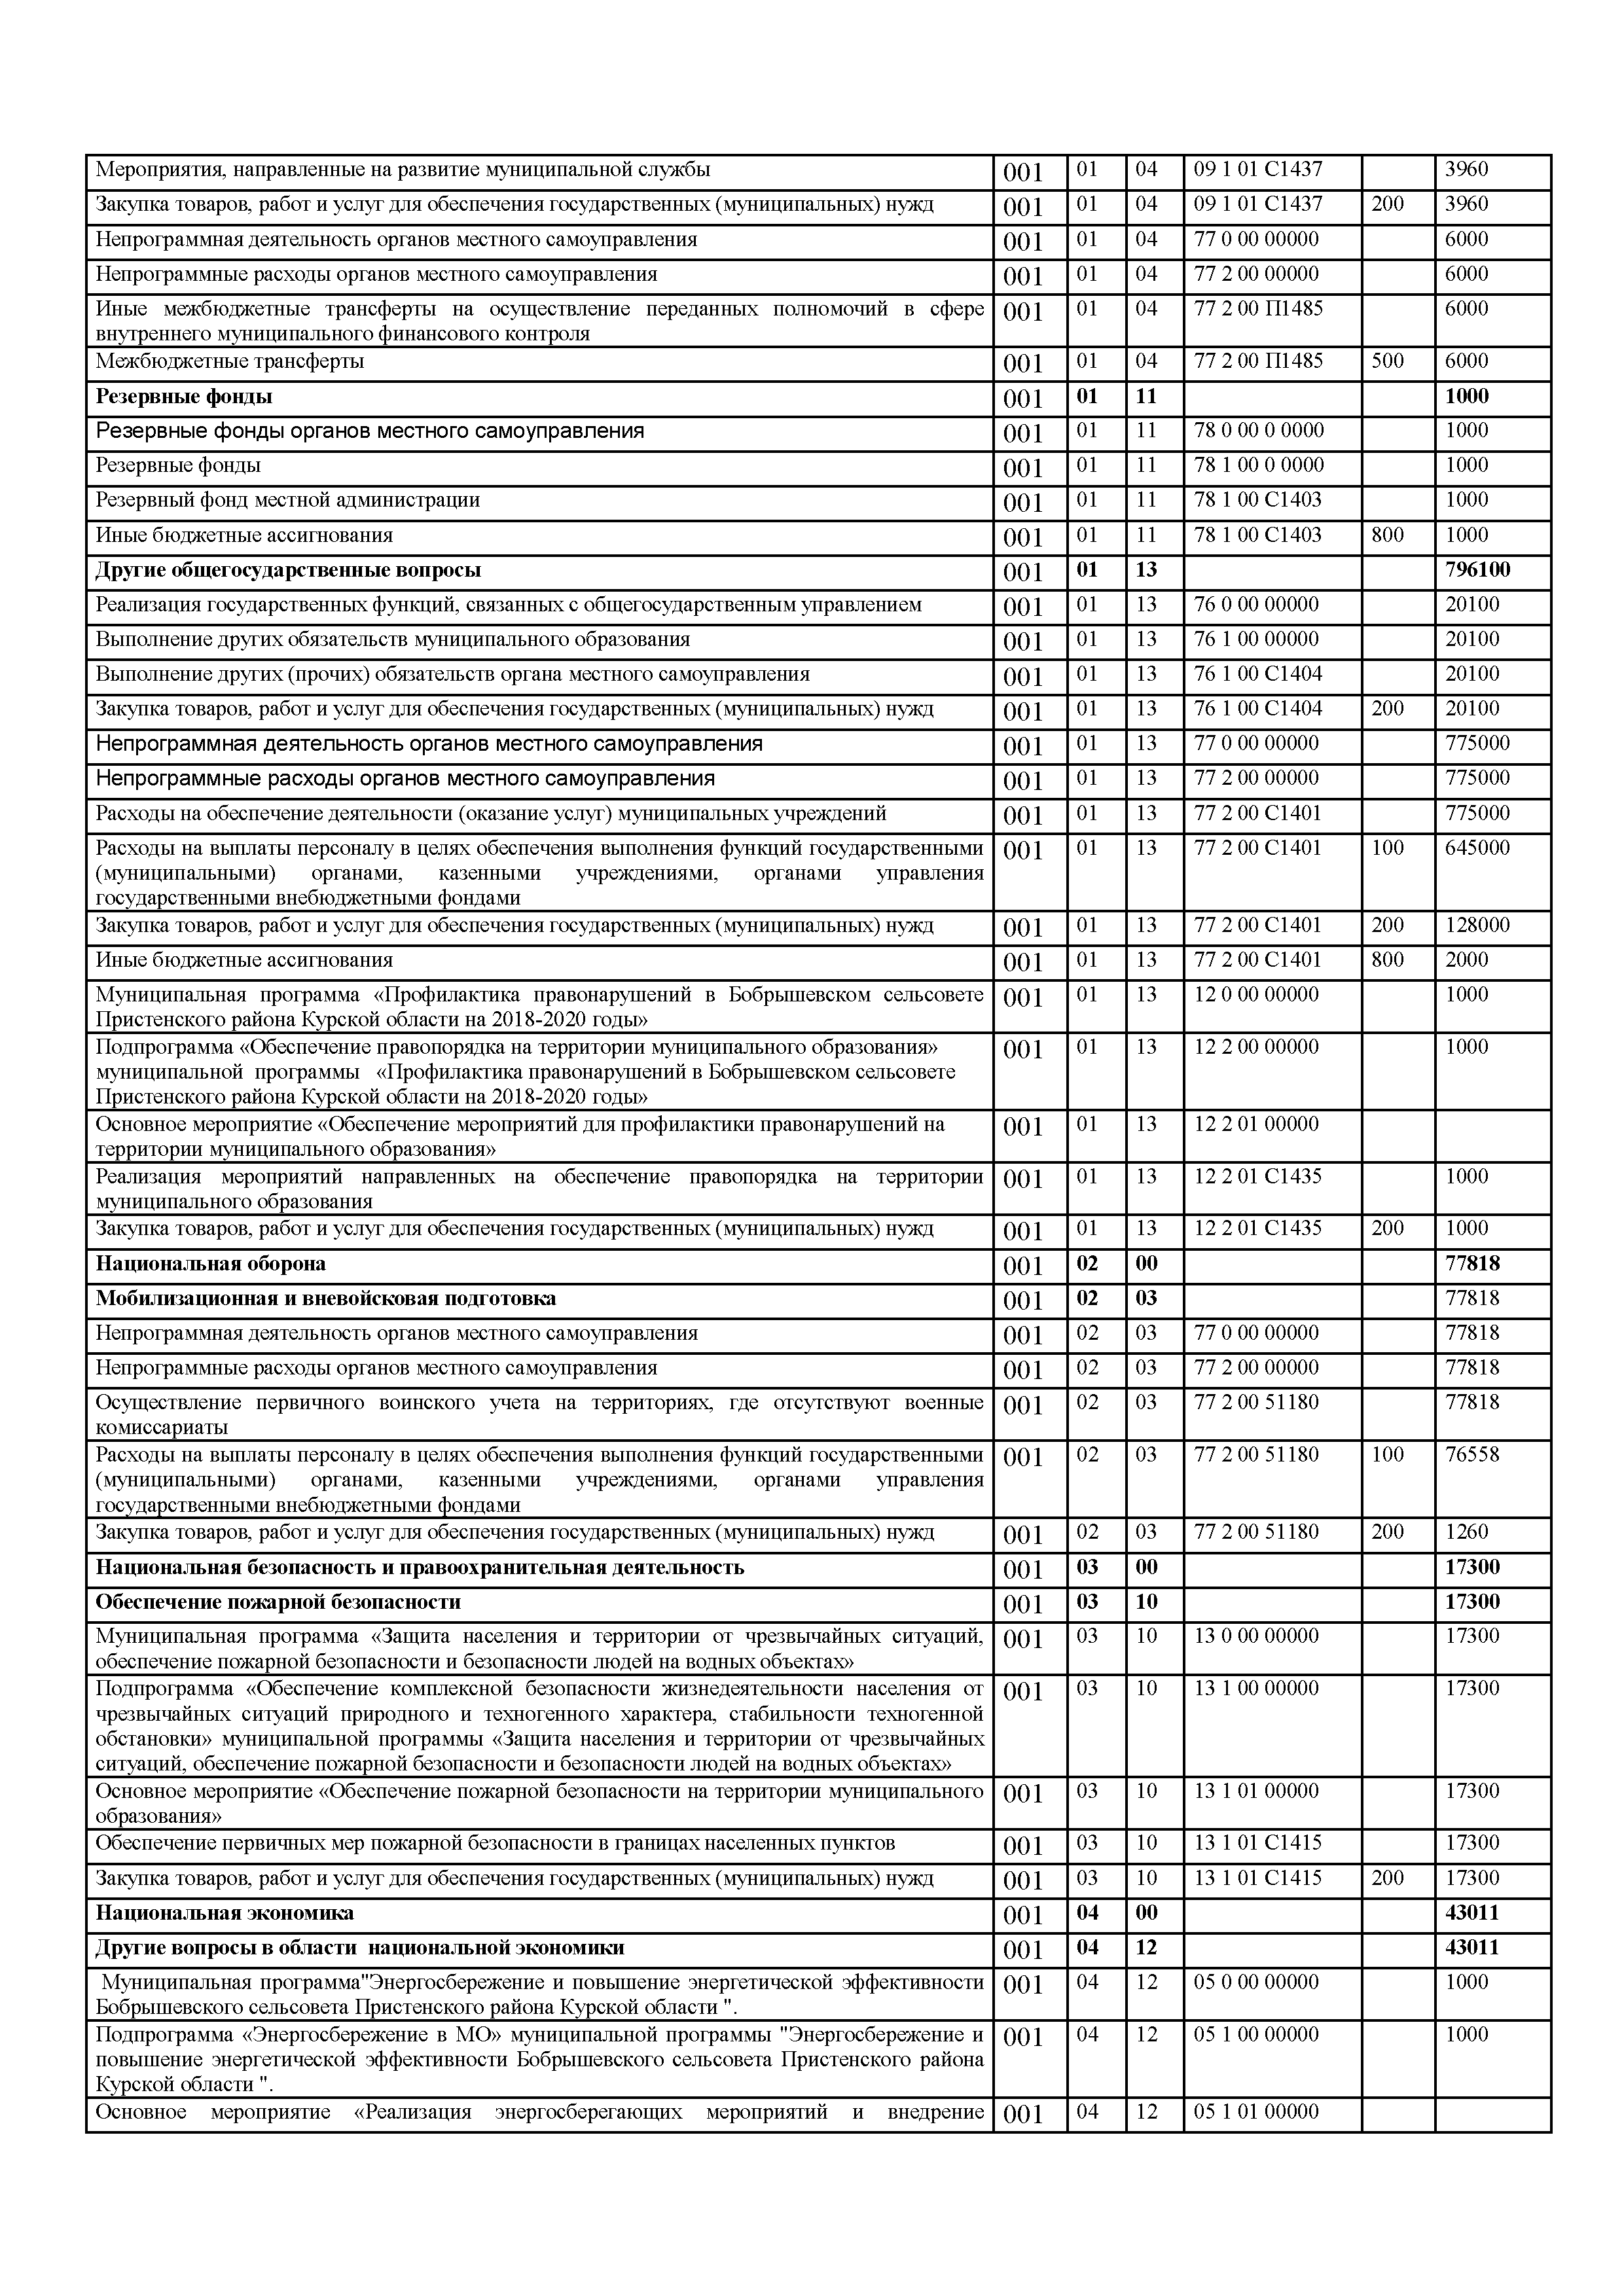 Мероприятия, направленные на развитие муниципальной службы 001 01 04 09 1 01 С1437 3960
Закупка товаров, работ и услуг для обеспечения государственных (муниципальных) нужд 001 01 04 09 1 01 С1437 200 3960
Непрограммная деятельность органов местного самоуправления 001 01 04 77 0 00 00000 6000
Непрограммные расходы органов местного самоуправления 001 01 04 77 2 00 00000 6000
Иные межбюджетные трансферты на осуществление переданных полномочий в сфере 001 01 04 77 2 00 П1485 6000
внутреннего муниципального финансового контроля
Межбюджетные трансферты 001 01 04 77 2 00 П1485 500 6000
Резервные фонды 001 01 11 1000
Резервные фонды органов местного самоуправления 001 01 11 78 0 00 0 0000 1000
Резервные фонды 001 01 11 78 1 00 0 0000 1000
Резервный фонд местной администрации 001 01 11 78 1 00 С1403 1000
Иные бюджетные ассигнования 001 01 11 78 1 00 С1403 800 1000
Другие общегосударственные вопросы 001 01 13 796100
Реализация государственных функций, связанных с общегосударственным управлением 001 01 13 76 0 00 00000 20100
Выполнение других обязательств муниципального образования 001 01 13 76 1 00 00000 20100
Выполнение других (прочих) обязательств органа местного самоуправления 001 01 13 76 1 00 С1404 20100
Закупка товаров, работ и услуг для обеспечения государственных (муниципальных) нужд 001 01 13 76 1 00 С1404 200 20100
Непрограммная деятельность органов местного самоуправления 001 01 13 77 0 00 00000 775000
Непрограммные расходы органов местного самоуправления 001 01 13 77 2 00 00000 775000
Расходы на обеспечение деятельности (оказание услуг) муниципальных учреждений 001 01 13 77 2 00 С1401 775000
Расходы на выплаты персоналу в целях обеспечения выполнения функций государственными 001 01 13 77 2 00 С1401 100 645000
(муниципальными) органами, казенными учреждениями, органами управления
государственными внебюджетными фондами
Закупка товаров, работ и услуг для обеспечения государственных (муниципальных) нужд 001 01 13 77 2 00 С1401 200 128000
Иные бюджетные ассигнования 001 01 13 77 2 00 С1401 800 2000
Муниципальная программа «Профилактика правонарушений в Бобрышевском сельсовете 001 01 13 12 0 00 00000 1000
Пристенского района Курской области на 2018-2020 годы»
Подпрограмма «Обеспечение правопорядка на территории муниципального образования» 001 01 13 12 2 00 00000 1000
муниципальной программы «Профилактика правонарушений в Бобрышевском сельсовете
Пристенского района Курской области на 2018-2020 годы»
Основное мероприятие «Обеспечение мероприятий для профилактики правонарушений на 001 01 13 12 2 01 00000
территории муниципального образования»
Реализация мероприятий направленных на обеспечение правопорядка на территории 001 01 13 12 2 01 С1435 1000
муниципального образования
Закупка товаров, работ и услуг для обеспечения государственных (муниципальных) нужд 001 01 13 12 2 01 С1435 200 1000
Национальная оборона 001 02 00 77818
Мобилизационная и вневойсковая подготовка 001 02 03 77818
Непрограммная деятельность органов местного самоуправления 001 02 03 77 0 00 00000 77818
Непрограммные расходы органов местного самоуправления 001 02 03 77 2 00 00000 77818
Осуществление первичного воинского учета на территориях, где отсутствуют военные 001 02 03 77 2 00 51180 77818
комиссариаты
Расходы на выплаты персоналу в целях обеспечения выполнения функций государственными 001 02 03 77 2 00 51180 100 76558
(муниципальными) органами, казенными учреждениями, органами управления
государственными внебюджетными фондами
Закупка товаров, работ и услуг для обеспечения государственных (муниципальных) нужд 001 02 03 77 2 00 51180 200 1260
Национальная безопасность и правоохранительная деятельность 001 03 00 17300
Обеспечение пожарной безопасности 001 03 10 17300
Муниципальная программа «Защита населения и территории от чрезвычайных ситуаций, 001 03 10 13 0 00 00000 17300
обеспечение пожарной безопасности и безопасности людей на водных объектах»
Подпрограмма «Обеспечение комплексной безопасности жизнедеятельности населения от 001 03 10 13 1 00 00000 17300
чрезвычайных ситуаций природного и техногенного характера, стабильности техногенной
обстановки» муниципальной программы «Защита населения и территории от чрезвычайных
ситуаций, обеспечение пожарной безопасности и безопасности людей на водных объектах»
Основное мероприятие «Обеспечение пожарной безопасности на территории муниципального 001 03 10 13 1 01 00000 17300
образования»
Обеспечение первичных мер пожарной безопасности в границах населенных пунктов 001 03 10 13 1 01 С1415 17300
Закупка товаров, работ и услуг для обеспечения государственных (муниципальных) нужд 001 03 10 13 1 01 С1415 200 17300
Национальная экономика 001 04 00 43011
Другие вопросы в области национальной экономики 001 04 12 43011
Муниципальная программа"Энергосбережение и повышение энергетической эффективности 001 04 12 05 0 00 00000 1000
Бобрышевского сельсовета Пристенского района Курской области ".
Подпрограмма «Энергосбережение в МО» муниципальной программы "Энергосбережение и 001 04 12 05 1 00 00000 1000
повышение энергетической эффективности Бобрышевского сельсовета Пристенского района
Курской области ".
Основное мероприятие «Реализация энергосберегающих мероприятий и внедрение 001 04 12 05 1 01 00000